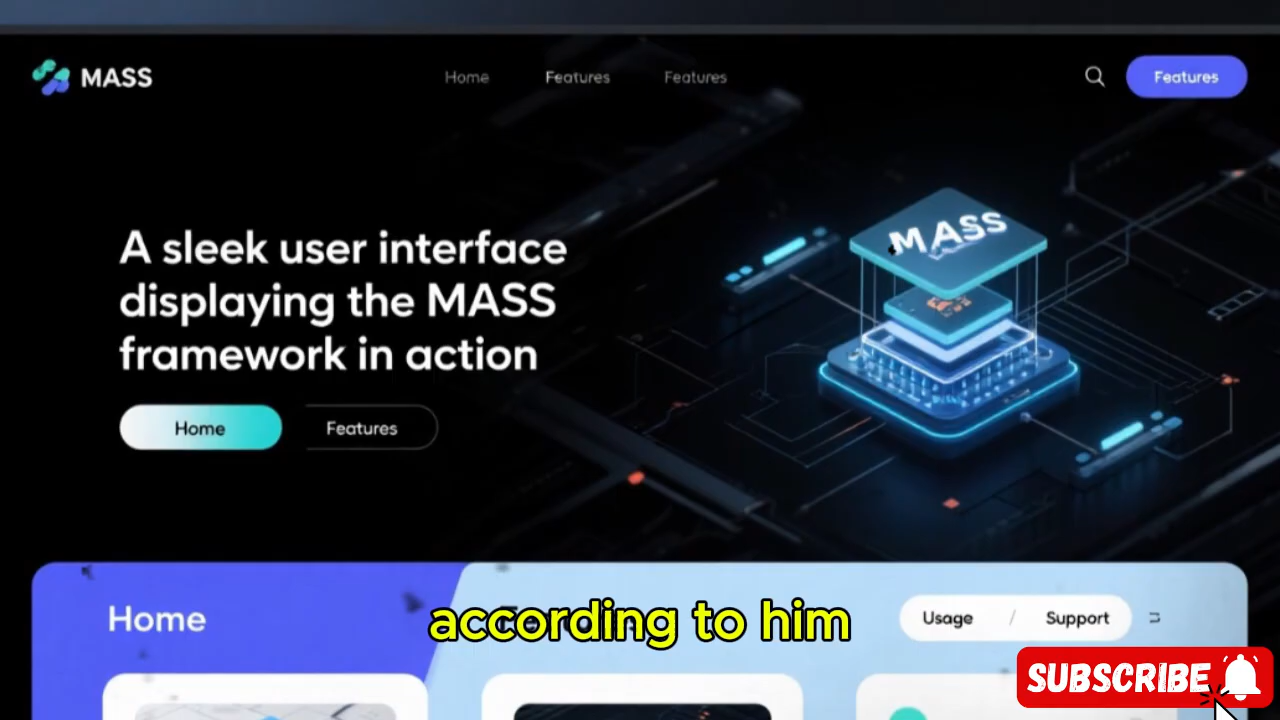 MASS
Home Features Features
Features
MASS
A sleek user interface
displaying the MASS
framework in action
Home Features
Home
according to him
Usage / Support
SUBSCRIBE